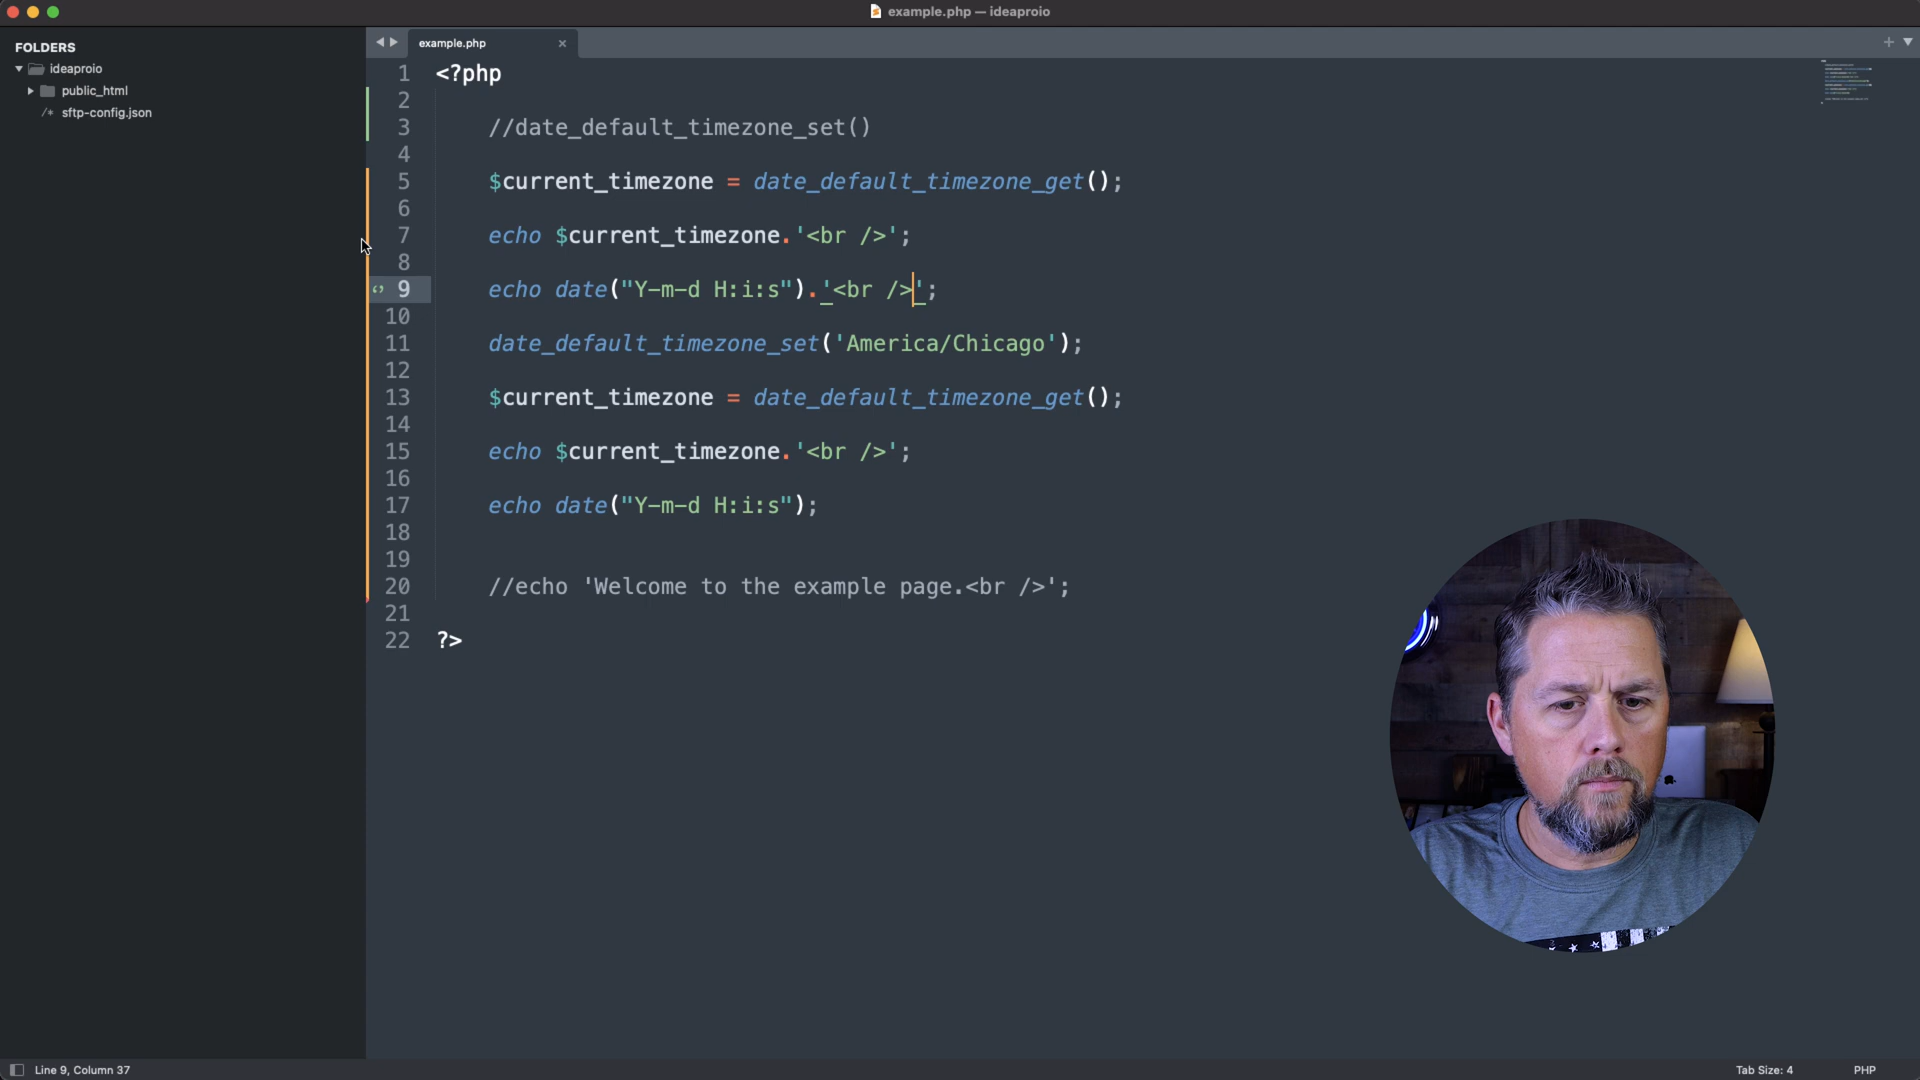 example.php — ideaproio
FOLDERS
ideaproio
public_html
/* sftp-config.json
example.php
1 <?php
2
3 //date_default_timezone_set()
4
5 $current_timezone = date_default_timezone_get();
6
7 echo $current_timezone.'<br />';
8
9 echo date("Y-m-d H:i:s").'<br />';
10
11 date_default_timezone_set('America/Chicago');
12
13 $current_timezone = date_default_timezone_get();
14
15 echo $current_timezone.'<br />';
16
17 echo date("Y-m-d H:i:s");
18
19
20 //echo 'Welcome to the example page.<br />';
21
22 ?>
Line 9, Column 37
Tab Size: 4
PHP